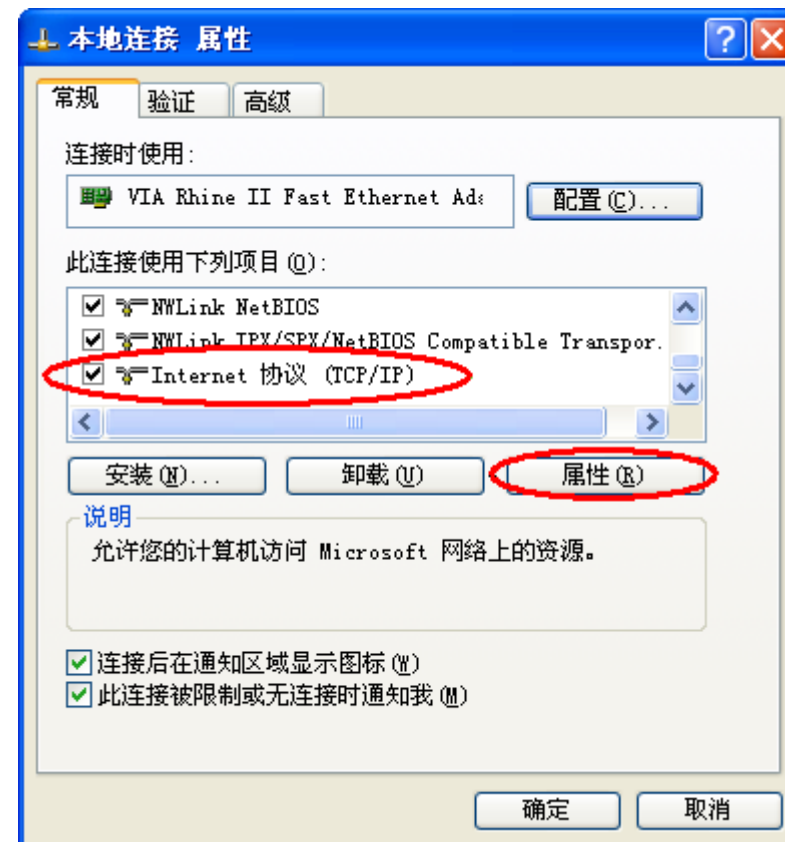 本地连接 属性
常规 验证 高级
连接时使用:
VIA Rhine II Fast Ethernet Ada 配置(C)...
此连接使用下列项目(O):
NWLink NetBIOS
NWLink IPX/SPX/NetBIOS Compatible Transpor.
Internet 协议 (TCP/IP)
安装(N)... 卸载(U) 属性(R)
说明
允许您的计算机访问 Microsoft 网络上的资源。
连接后在通知区域显示图标(W)
此连接被限制或无连接时通知我(M)
确定 取消